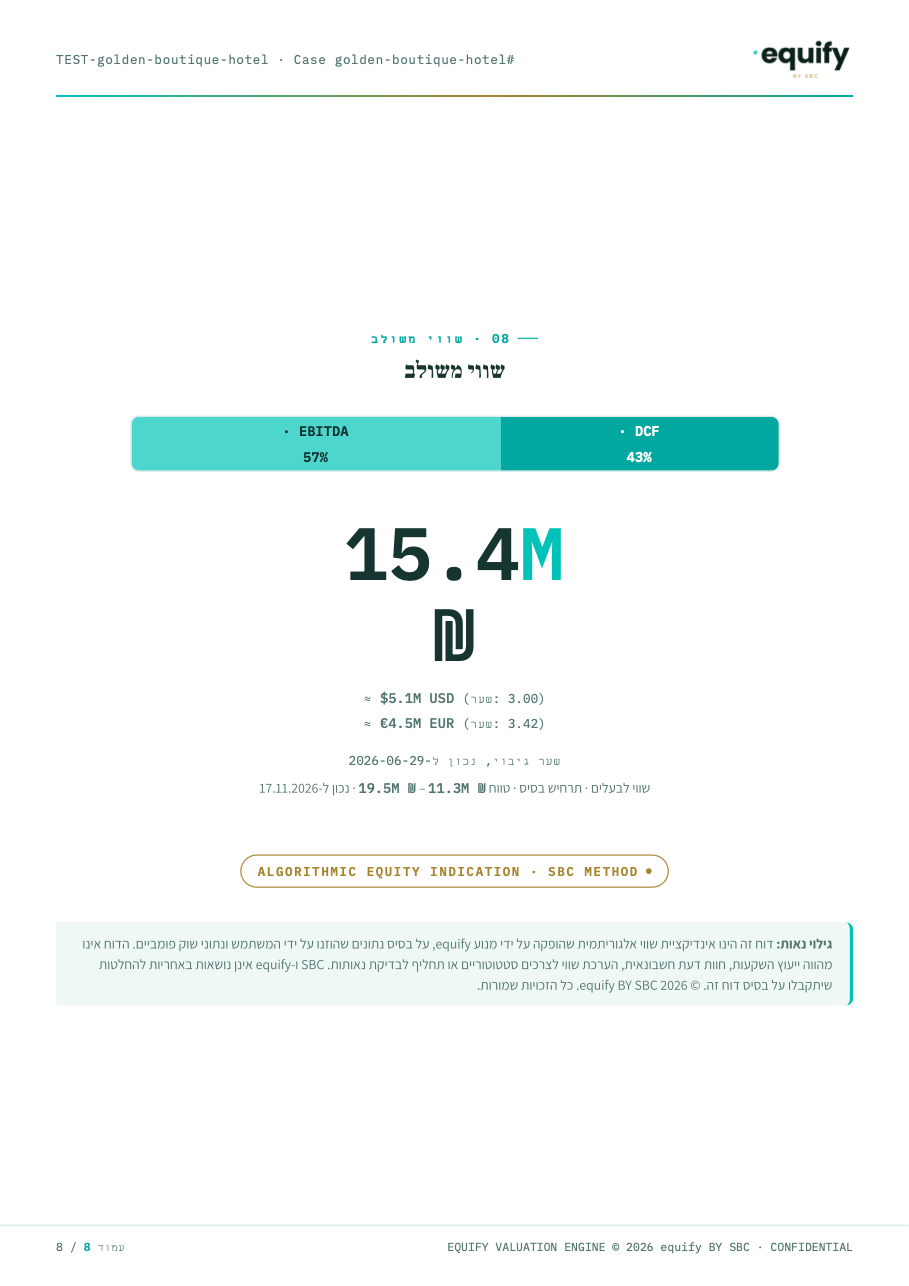 TEST-golden-boutique-hotel · Case golden-boutique-hotel#
equify
BY SBC
08 · שווי משולב
שווי משולב
· EBITDA
57%
· DCF
43%
15.4M
₪
≈ $5.1M USD (שער: 3.00)
≈ €4.5M EUR (שער: 3.42)
שער גיבוי, נכון ל-2026-06-29
שווי לבעלים · תרחיש בסיס · טווח ₪ 11.3M – ₪ 19.5M · נכון ל-17.11.2026
ALGORITHMIC EQUITY INDICATION · SBC METHOD
גילוי נאות: דוח זה הינו אינדיקציית שווי אלגוריתמית שהופקה על ידי מנוע equify, על בסיס נתונים שהוזנו על ידי המשתמש ונתוני שוק פומביים. הדוח אינו
מהווה ייעוץ השקעות, חוות דעת חשבונאית, הערכת שווי לצרכים סטטוטוריים או תחליף לבדיקת נאותות. SBC ו-equify אינן נושאות באחריות להחלטות
שיתקבלו על בסיס דוח זה. © 2026 equify BY SBC. כל הזכויות שמורות.
עמוד 8 / 8
EQUIFY VALUATION ENGINE © 2026 equify BY SBC · CONFIDENTIAL